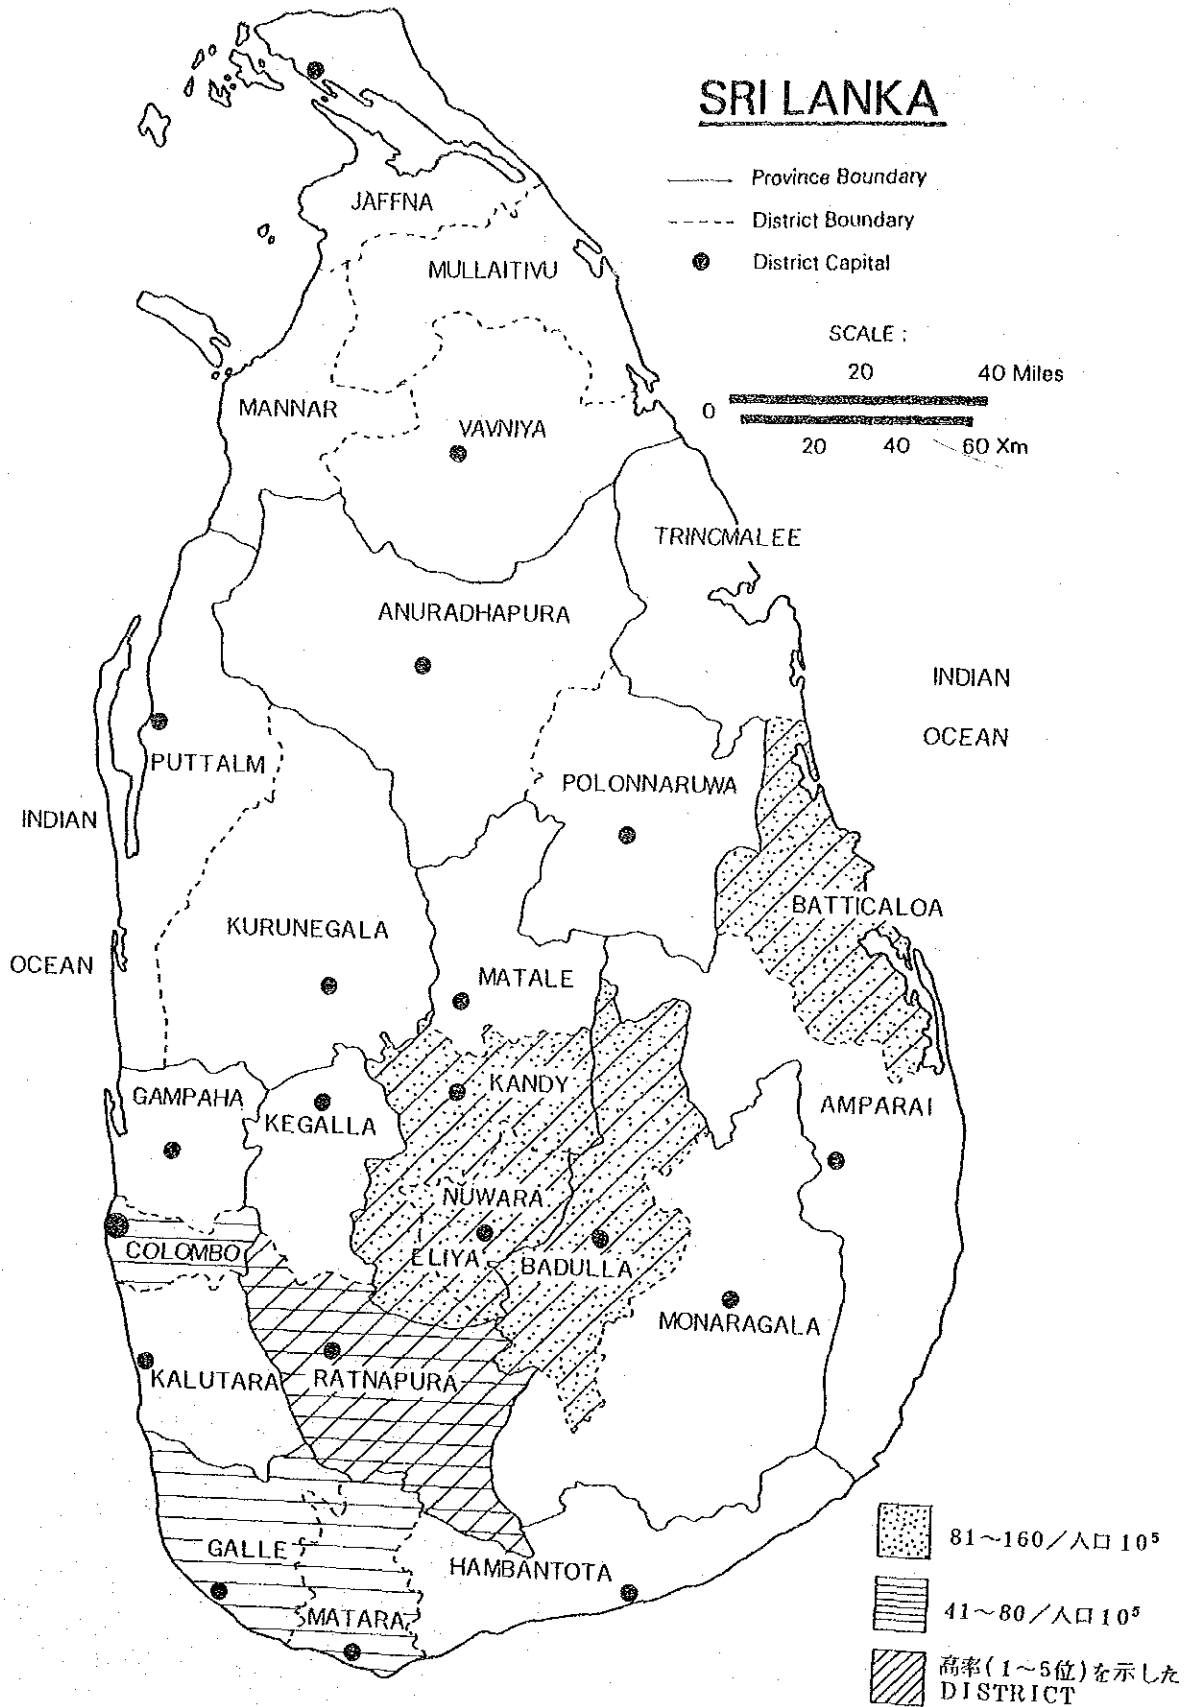 SRI LANKA
Province Boundary
District Boundary
District Capital
SCALE :
20 40 Miles
0
20 40 60 Xm
JAFFNA
MULLAITIVU
MANNAR
VAVNIYA
TRINCMALEE
ANURADHAPURA
INDIAN
OCEAN
PUTTALM
POLONNARUWA
INDIAN
OCEAN
BATTICALOA
KURUNEGALA
MATALE
GAMPAHA
KEGALLA
KANDY
AMPARAI
NUWARA
ELIYA
BADULLA
COLOMBO
MONARAGALA
KALUTARA
RATNAPURA
GALLE
HAMBANTOTA
MATARA
81~160/人口10⁵
41~80/人口10⁵
高率(1~5位)を示した
DISTRICT